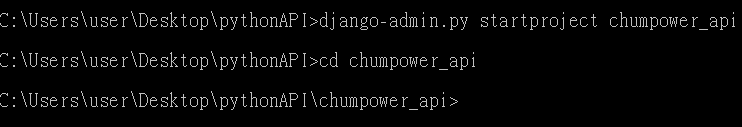 C:\Users\user\Desktop\pythonAPI>django-admin.py startproject chumpower_api
C:\Users\user\Desktop\pythonAPI>cd chumpower_api
C:\Users\user\Desktop\pythonAPI\chumpower_api>